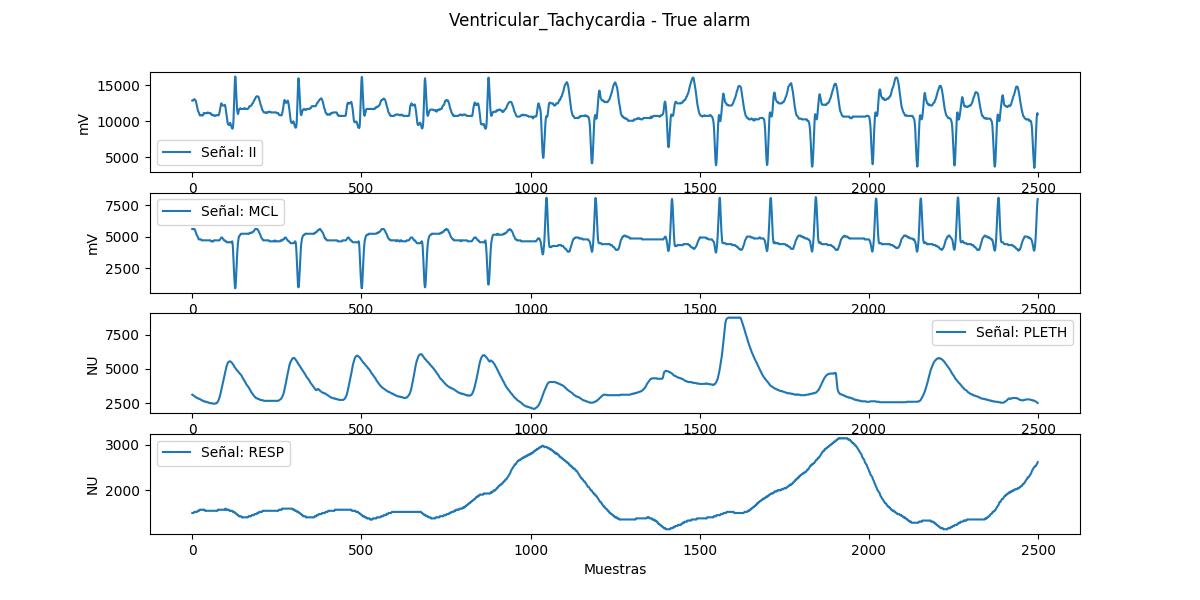 Ventricular_Tachycardia - True alarm
15000
10000
5000
mV
Señal: II
0 500 1000 1500 2000 2500
7500
5000
2500
mV
Señal: MCL
0 500 1000 1500 2000 2500
7500
5000
2500
NU
Señal: PLETH
0 500 1000 1500 2000 2500
3000
2000
NU
Señal: RESP
0 500 1000 1500 2000 2500
Muestras